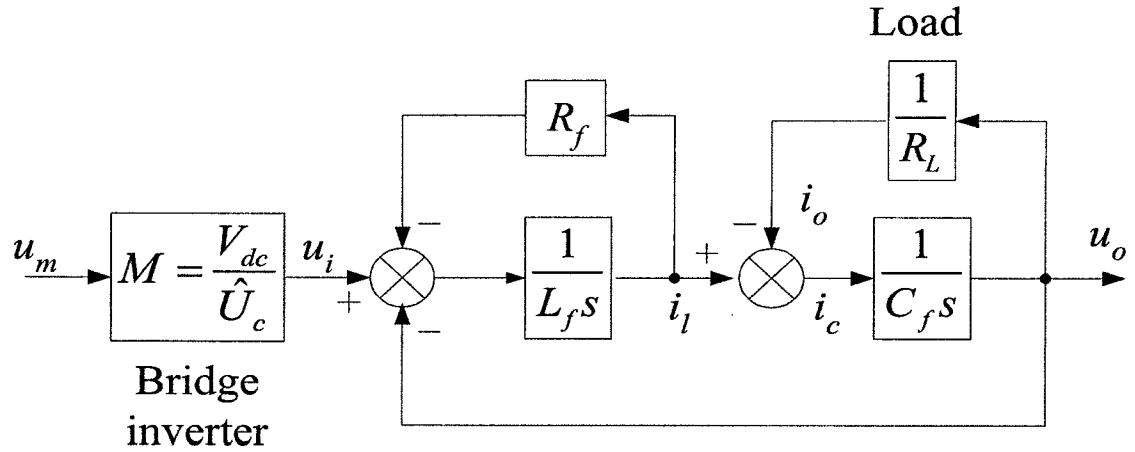 Load
R_f
1
R_L
i_o
−
−
u_m
M = V_dc / Û_c
u_i
+
−
1
L_f s
i_l
+
i_c
1
C_f s
u_o
Bridge
inverter